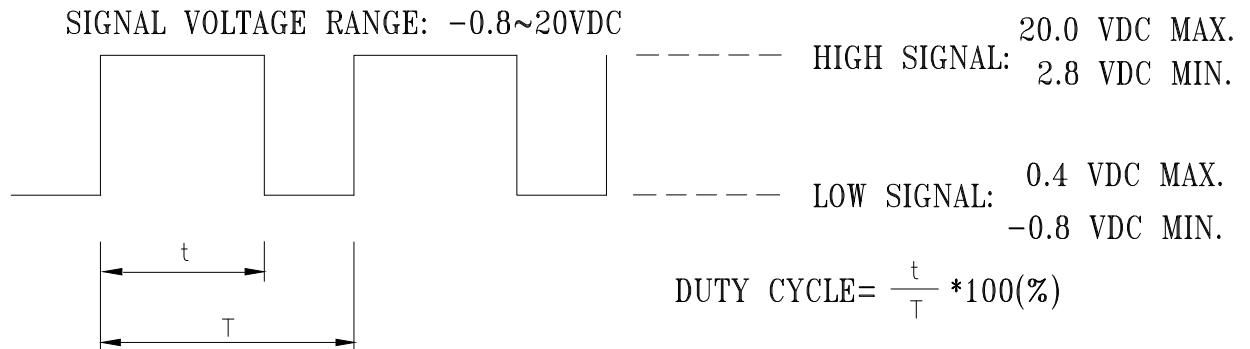 SIGNAL VOLTAGE RANGE: -0.8~20VDC
HIGH SIGNAL: 20.0 VDC MAX.
2.8 VDC MIN.
LOW SIGNAL: 0.4 VDC MAX.
-0.8 VDC MIN.
t
T
DUTY CYCLE= t/T *100(%)